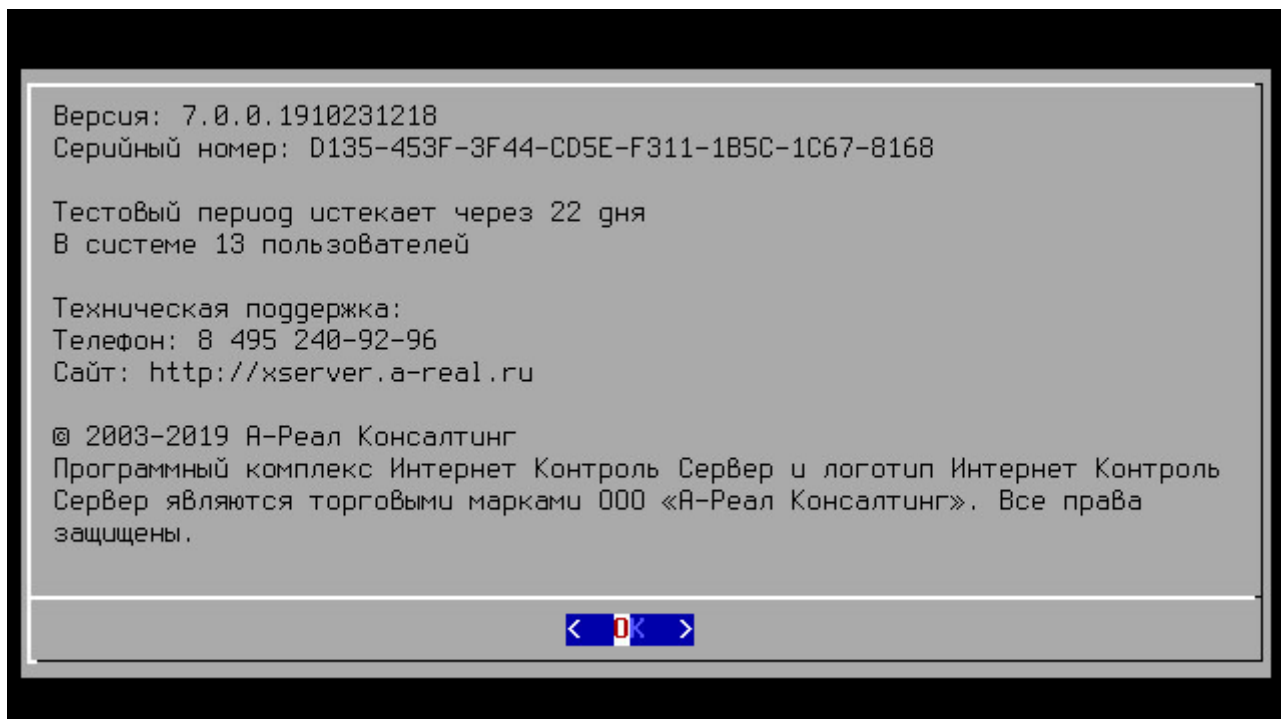 Версия: 7.0.0.1910231218
Серийный номер: D135-453F-3F44-CD5E-F311-1B5C-1C67-8168
Тестовый период истекает через 22 дня
В системе 13 пользователей
Техническая поддержка:
Телефон: 8 495 240-92-96
Сайт: http://xserver.a-real.ru
© 2003-2019 А-Реал Консалтинг
Программный комплекс Интернет Контроль Сервер и логотип Интернет Контроль
Сервер являются торговыми марками ООО «А-Реал Консалтинг». Все права
защищены.
< OK >